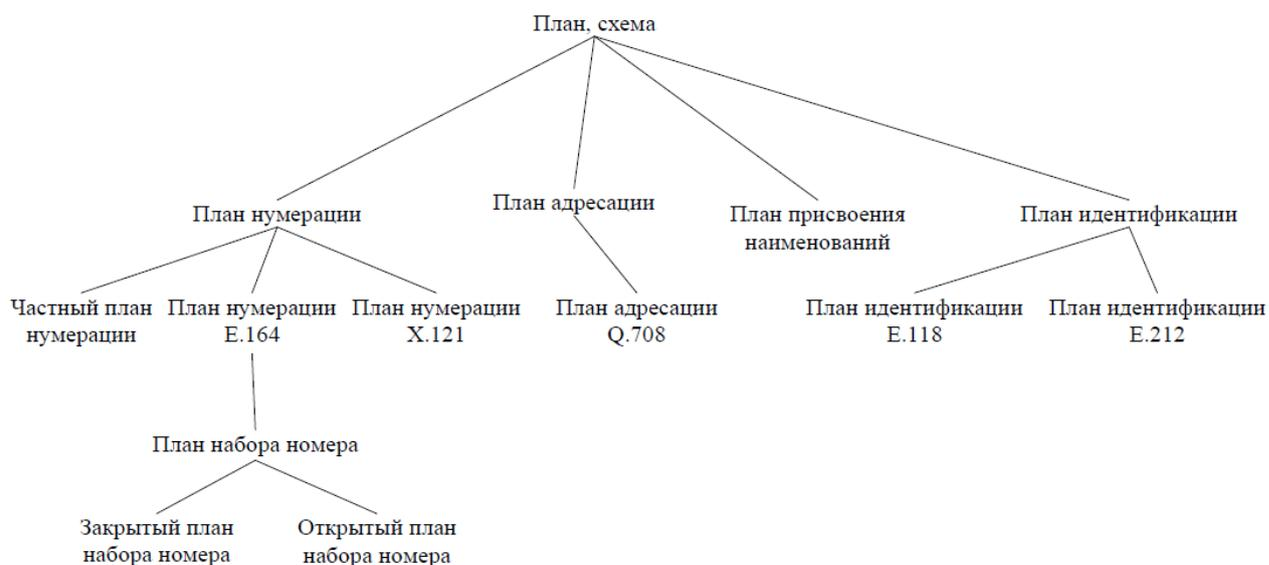 План, схема
План нумерации
План адресации
План присвоения
наименований
План идентификации
Частный план
нумерации
План нумерации
E.164
План нумерации
X.121
План адресации
Q.708
План идентификации
E.118
План идентификации
E.212
План набора номера
Закрытый план
набора номера
Открытый план
набора номера